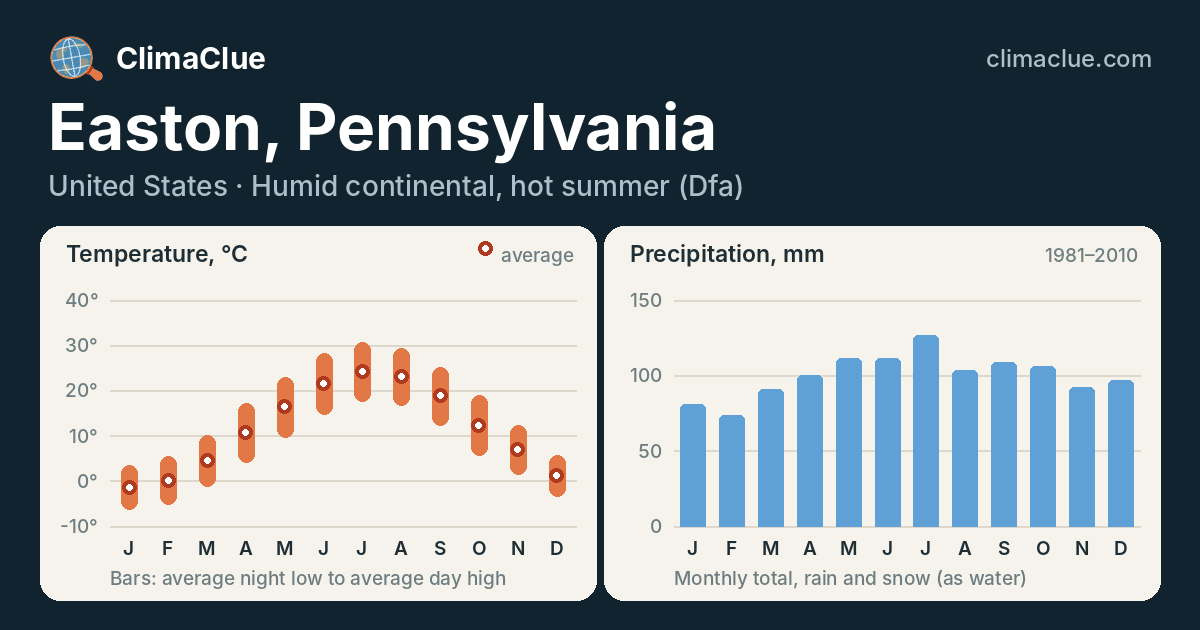 ClimaClue
climaclue.com
Easton, Pennsylvania
United States · Humid continental, hot summer (Dfa)
Temperature, °C
average
40°
30°
20°
10°
0°
-10°
J F M A M J J A S O N D
Bars: average night low to average day high
Precipitation, mm
1981–2010
150
100
50
0
J F M A M J J A S O N D
Monthly total, rain and snow (as water)